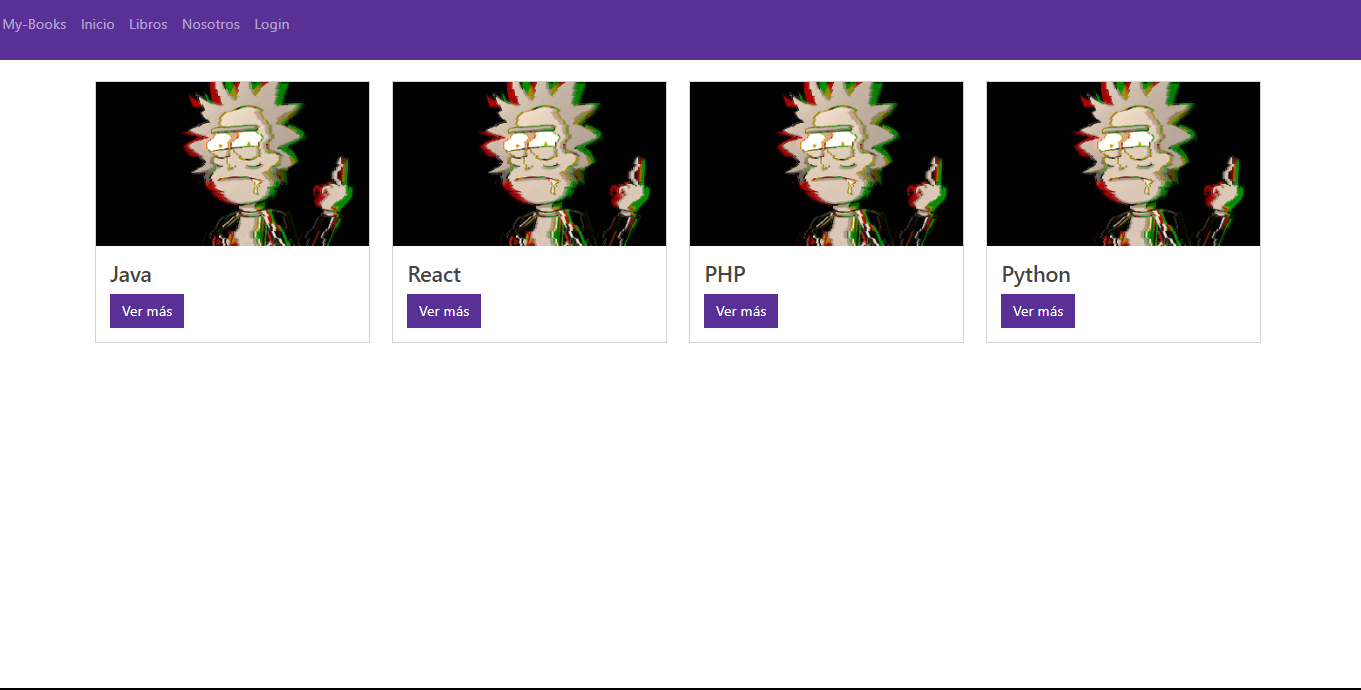 My-Books Inicio Libros Nosotros Login
Java
Ver más
React
Ver más
PHP
Ver más
Python
Ver más